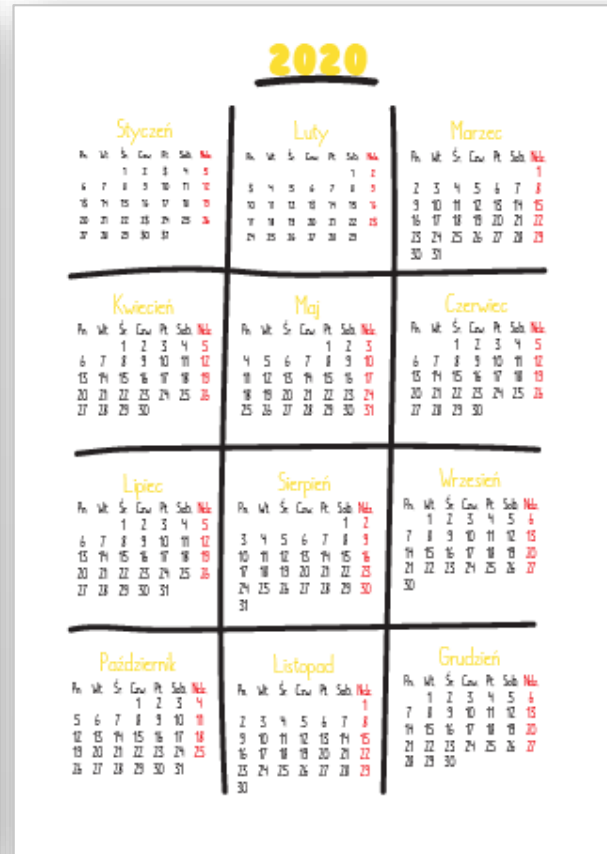 2020
Styczeń
Pn Wt Śr Czw Pt Sob Ndz
1 2 3 4 5
6 7 8 9 10 11 12
13 14 15 16 17 18 19
20 21 22 23 24 25 26
27 28 29 30 31
Luty
Pn Wt Śr Czw Pt Sob Ndz
1 2
3 4 5 6 7 8 9
10 11 12 13 14 15 16
17 18 19 20 21 22 23
24 25 26 27 28 29
Marzec
Pn Wt Śr Czw Pt Sob Ndz
1
2 3 4 5 6 7 8
9 10 11 12 13 14 15
16 17 18 19 20 21 22
23 24 25 26 27 28 29
30 31
Kwiecień
Pn Wt Śr Czw Pt Sob Ndz
1 2 3 4 5
6 7 8 9 10 11 12
13 14 15 16 17 18 19
20 21 22 23 24 25 26
27 28 29 30
Maj
Pn Wt Śr Czw Pt Sob Ndz
1 2 3
4 5 6 7 8 9 10
11 12 13 14 15 16 17
18 19 20 21 22 23 24
25 26 27 28 29 30 31
Czerwiec
Pn Wt Śr Czw Pt Sob Ndz
1 2 3 4 5
6 7 8 9 10 11 12
13 14 15 16 17 18 19
20 21 22 23 24 25 26
27 28 29 30
Lipiec
Pn Wt Śr Czw Pt Sob Ndz
1 2 3 4 5
6 7 8 9 10 11 12
13 14 15 16 17 18 19
20 21 22 23 24 25 26
27 28 29 30 31
Sierpień
Pn Wt Śr Czw Pt Sob Ndz
1 2
3 4 5 6 7 8 9
10 11 12 13 14 15 16
17 18 19 20 21 22 23
24 25 26 27 28 29 30
31
Wrzesień
Pn Wt Śr Czw Pt Sob Ndz
1 2 3 4 5 6
7 8 9 10 11 12 13
14 15 16 17 18 19 20
21 22 23 24 25 26 27
30
Październik
Pn Wt Śr Czw Pt Sob Ndz
1 2 3 4
5 6 7 8 9 10 11
12 13 14 15 16 17 18
19 20 21 22 23 24 25
26 27 28 29 30 31
Listopad
Pn Wt Śr Czw Pt Sob Ndz
1
2 3 4 5 6 7 8
9 10 11 12 13 14 15
16 17 18 19 20 21 22
23 24 25 26 27 28 29
30
Grudzień
Pn Wt Śr Czw Pt Sob Ndz
1 2 3 4 5 6
7 8 9 10 11 12 13
14 15 16 17 18 19 20
21 22 23 24 25 26 27
28 29 30